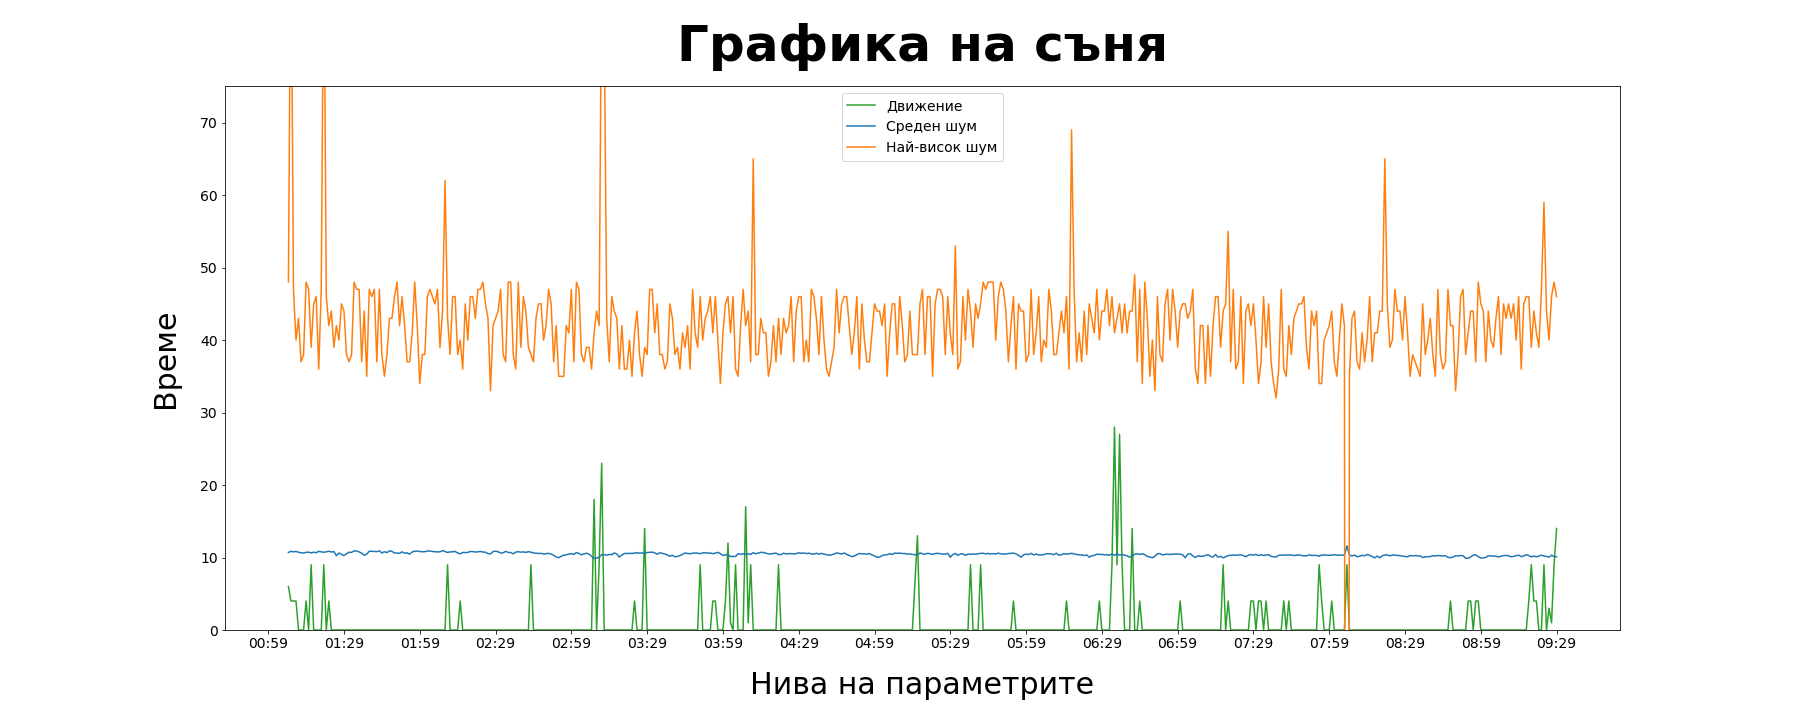 Графика на съня
Движение
Среден шум
Най-висок шум
70
60
50
40
30
20
10
0
Време
00:59 01:29 01:59 02:29 02:59 03:29 03:59 04:29 04:59 05:29 05:59 06:29 06:59 07:29 07:59 08:29 08:59 09:29
Нива на параметрите